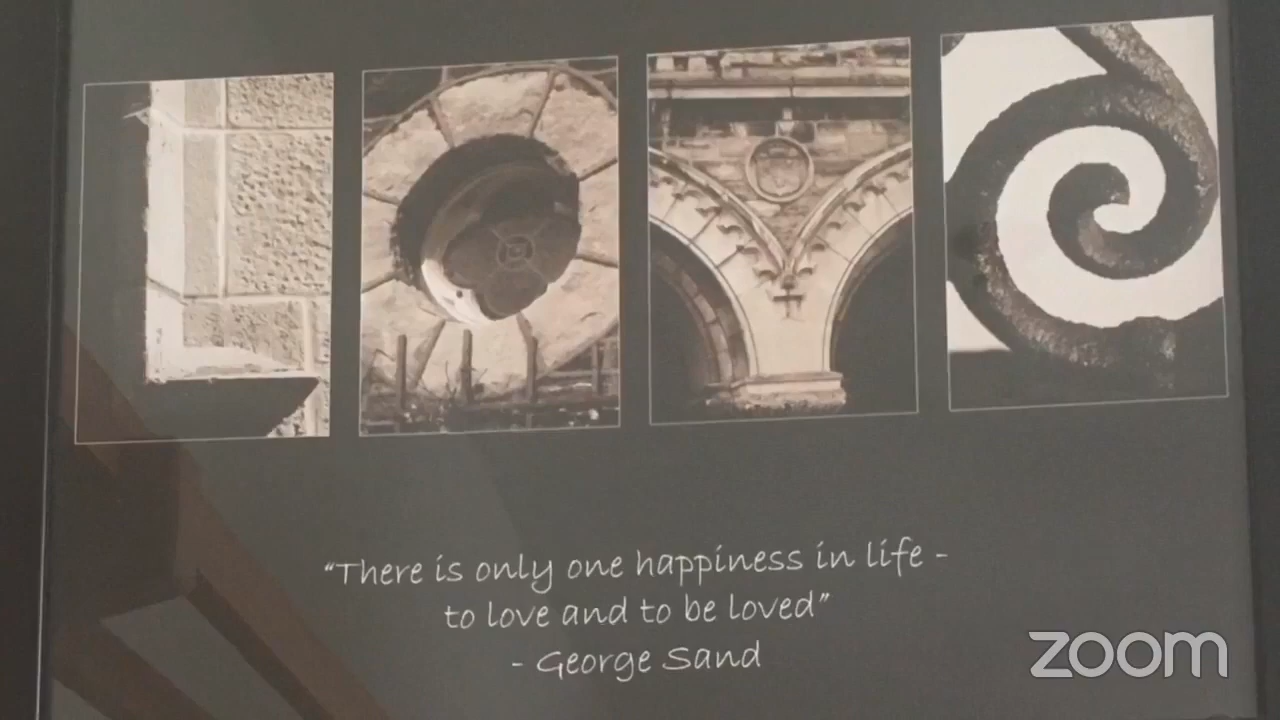 “There is only one happiness in life -
to love and to be loved”
- George Sand
zoom